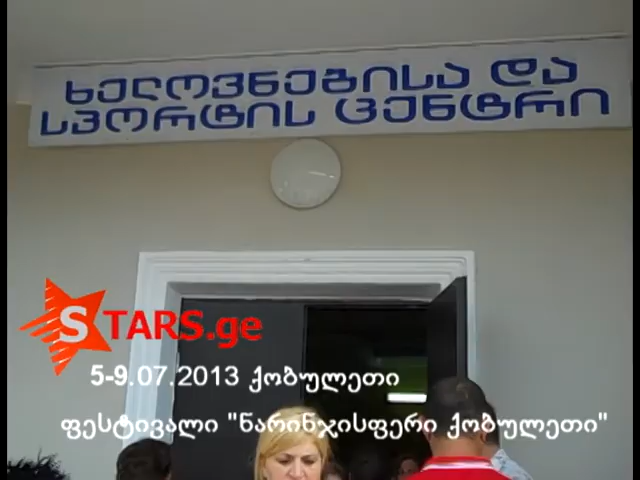 ხელოვნებისა და
სპორტის ცენტრი
STARS.ge
5-9.07.2013 ქობულეთი
ფესტივალი "ნარინჯისფერი ქობულეთი"